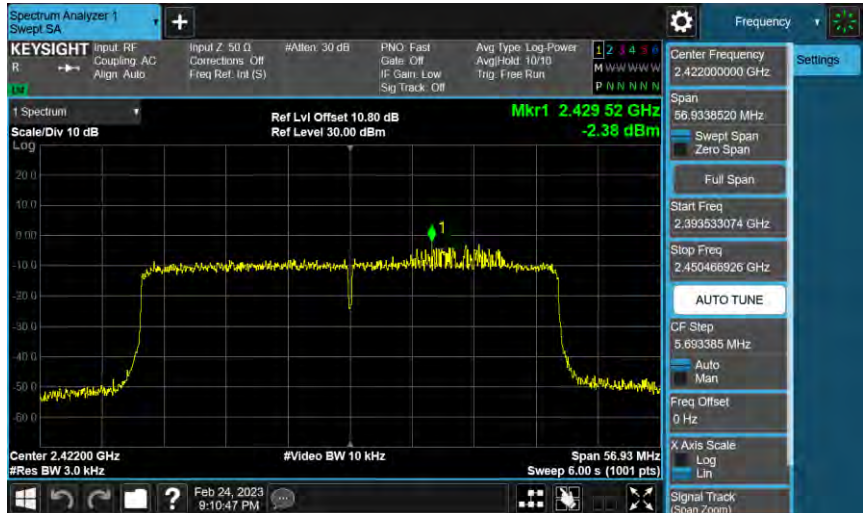 Spectrum Analyzer 1
Swept SA
+
Frequency
KEYSIGHT
R
Input: RF
Coupling: AC
Align: Auto
Input Z: 50 Ω
Corrections: Off
Freq Ref: Int (S)
#Atten: 30 dB
PNO: Fast
Gate: Off
IF Gain: Low
Sig Track: Off
Avg Type: Log-Power
Avg|Hold: 10/10
Trig: Free Run
1 2 3 4 5 6
M W W W W W
P N N N N N
Settings
1 Spectrum
Scale/Div 10 dB
Log
Ref Lvl Offset 10.80 dB
Ref Level 30.00 dBm
Mkr1 2.429 52 GHz
-2.38 dBm
20.0
10.0
0.00
-10.0
-20.0
-30.0
-40.0
-50.0
-60.0
1
Center 2.42200 GHz
#Res BW 3.0 kHz
#Video BW 10 kHz
Span 56.93 MHz
Sweep 6.00 s (1001 pts)
Center Frequency
2.422000000 GHz
Span
56.9338520 MHz
Swept Span
Zero Span
Full Span
Start Freq
2.393533074 GHz
Stop Freq
2.450466926 GHz
AUTO TUNE
CF Step
5.693385 MHz
Auto
Man
Freq Offset
0 Hz
X Axis Scale
Log
Lin
Signal Track
(Span Zoom)
?
Feb 24, 2023
9:10:47 PM